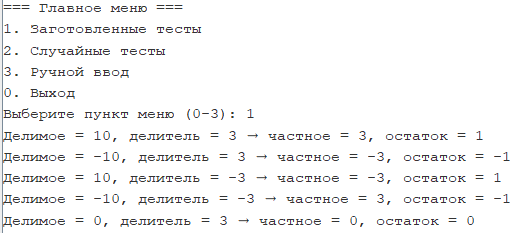 === Главное меню ===
1. Заготовленные тесты
2. Случайные тесты
3. Ручной ввод
0. Выход
Выберите пункт меню (0-3): 1
Делимое = 10, делитель = 3 → частное = 3, остаток = 1
Делимое = -10, делитель = 3 → частное = -3, остаток = -1
Делимое = 10, делитель = -3 → частное = -3, остаток = 1
Делимое = -10, делитель = -3 → частное = 3, остаток = -1
Делимое = 0, делитель = 3 → частное = 0, остаток = 0